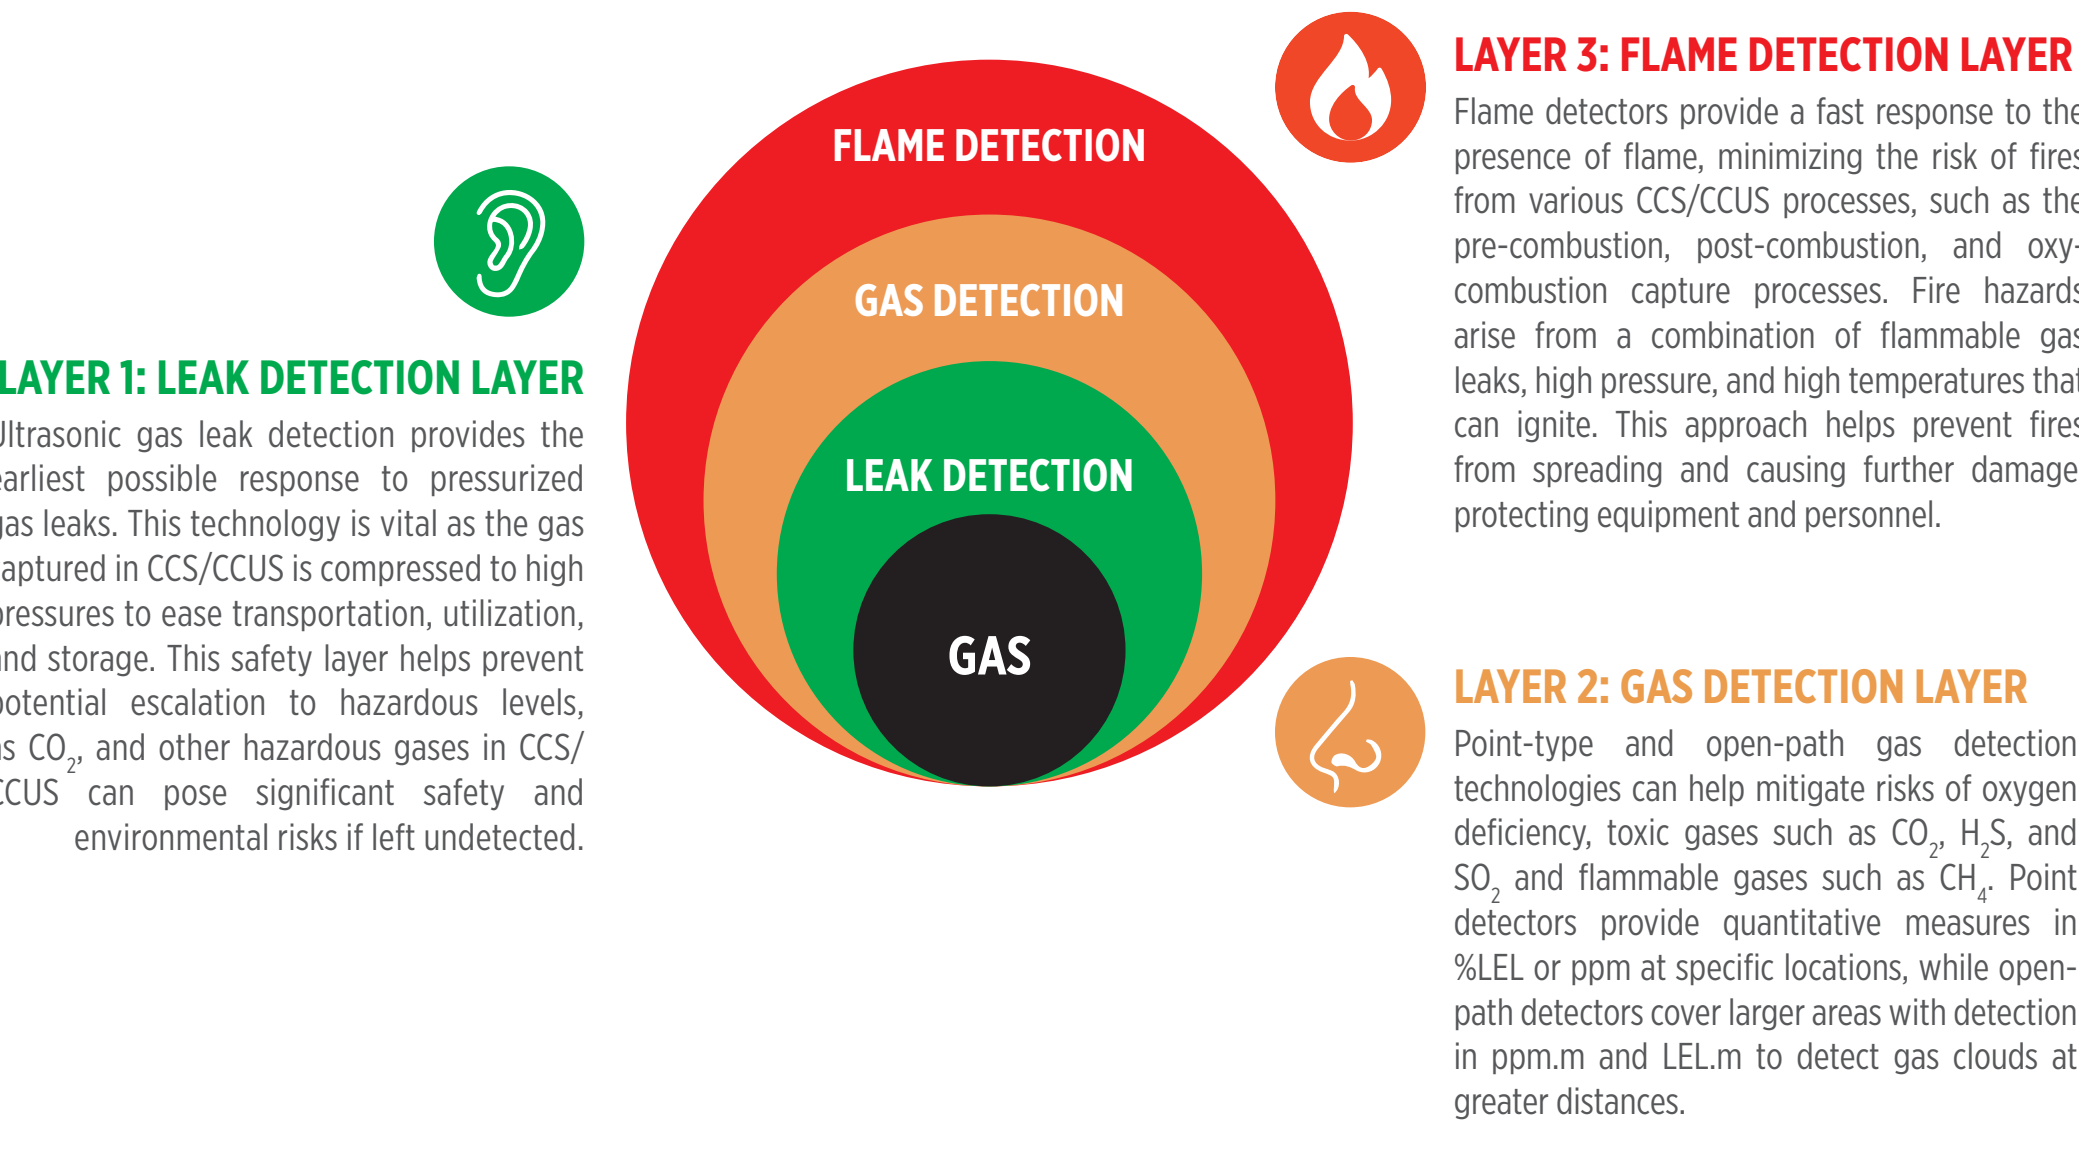 LAYER 3: FLAME DETECTION LAYER
Flame detectors provide a fast response to the
presence of flame, minimizing the risk of fires
from various CCS/CCUS processes, such as the
pre-combustion, post-combustion, and oxy-
combustion capture processes. Fire hazards
arise from a combination of flammable gas
leaks, high pressure, and high temperatures that
can ignite. This approach helps prevent fires
from spreading and causing further damage
protecting equipment and personnel.
FLAME DETECTION
GAS DETECTION
LEAK DETECTION
GAS
LAYER 1: LEAK DETECTION LAYER
Ultrasonic gas leak detection provides the
earliest possible response to pressurized
gas leaks. This technology is vital as the gas
captured in CCS/CCUS is compressed to high
pressures to ease transportation, utilization,
and storage. This safety layer helps prevent
potential escalation to hazardous levels,
as CO₂, and other hazardous gases in CCS/
CCUS can pose significant safety and
environmental risks if left undetected.
LAYER 2: GAS DETECTION LAYER
Point-type and open-path gas detection
technologies can help mitigate risks of oxygen
deficiency, toxic gases such as CO₂, H₂S, and
SO₂ and flammable gases such as CH₄. Point
detectors provide quantitative measures in
%LEL or ppm at specific locations, while open-
path detectors cover larger areas with detection
in ppm.m and LEL.m to detect gas clouds at
greater distances.